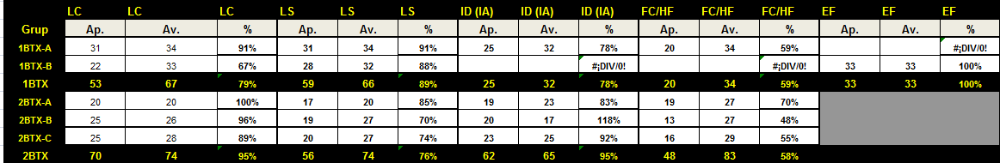 LC LC LC LS LS LS ID (IA) ID (IA) ID (IA) FC/HF FC/HF FC/HF EF EF EF
Grup Ap. Av. % Ap. Av. % Ap. Av. % Ap. Av. % Ap. Av. %
1BTX-A 31 34 91% 31 34 91% 25 32 78% 20 34 59% #¡DIV/0!
1BTX-B 22 33 67% 28 32 88% #¡DIV/0! #¡DIV/0! 33 33 100%
1BTX 53 67 79% 59 66 89% 25 32 78% 20 34 59% 33 33 100%
2BTX-A 20 20 100% 17 20 85% 19 23 83% 19 27 70%
2BTX-B 25 26 96% 19 27 70% 20 17 118% 13 27 48%
2BTX-C 25 28 89% 20 27 74% 23 25 92% 16 29 55%
2BTX 70 74 95% 56 74 76% 62 65 95% 48 83 58%